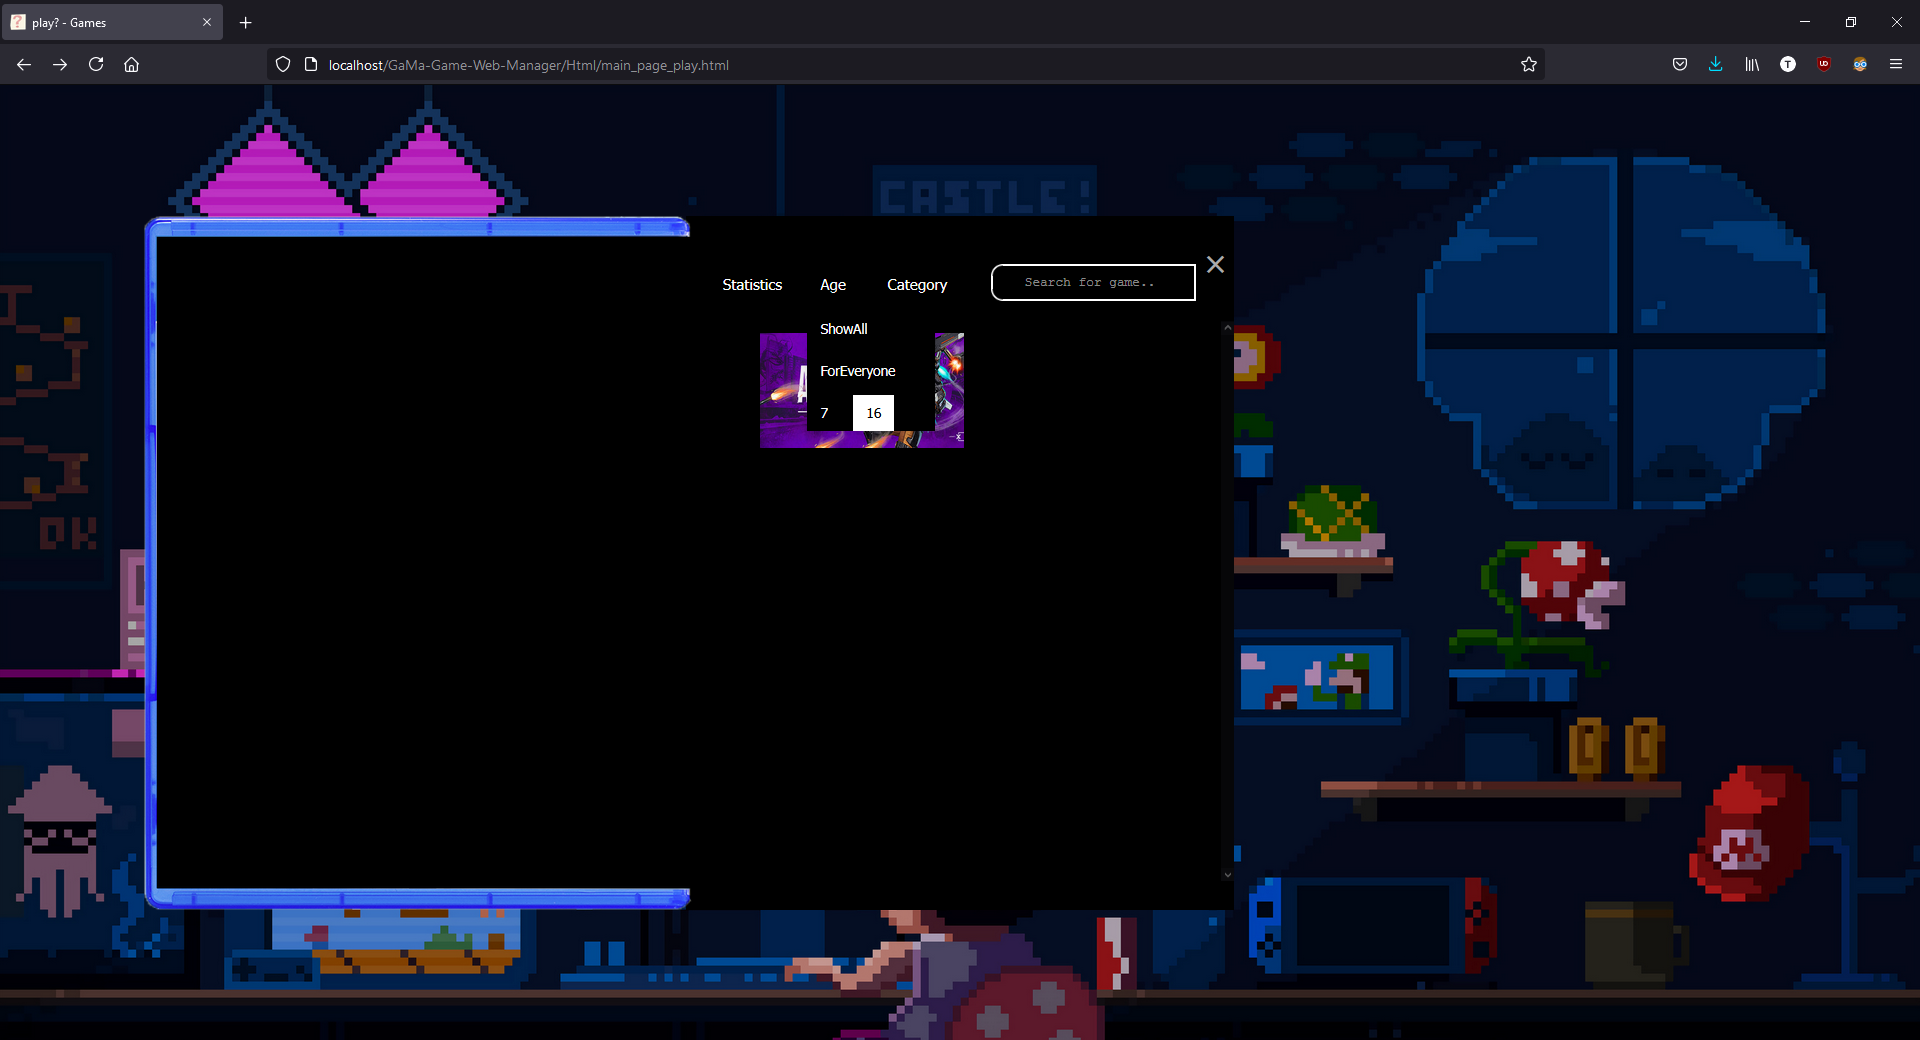 play? - Games
localhost/GaMa-Game-Web-Manager/Html/main_page_play.html
CASTLE!
Statistics Age Category Search for game..
ShowAll
ForEveryone
7 16
OK